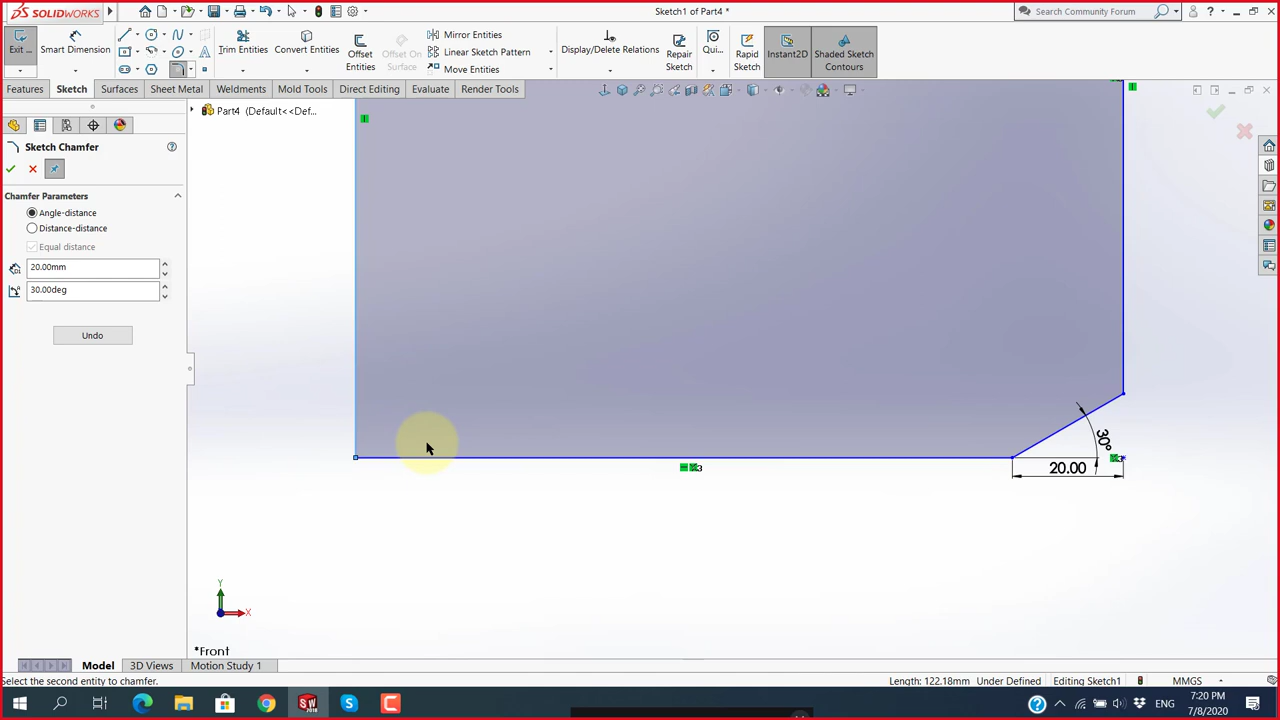 SOLIDWORKS
Sketch1 of Part4 *
Search Community Forum
Exit ...
Smart Dimension
Trim Entities
Convert Entities
Offset
Entities
Offset On
Surface
Mirror Entities
Linear Sketch Pattern
Move Entities
Display/Delete Relations
Repair
Sketch
Qui...
Rapid
Sketch
Instant2D
Shaded Sketch
Contours
Features
Sketch
Surfaces
Sheet Metal
Weldments
Mold Tools
Direct Editing
Evaluate
Render Tools
Part4 (Default<<Def...
Sketch Chamfer
Chamfer Parameters
Angle-distance
Distance-distance
Equal distance
20.00mm
30.00deg
Undo
30°
20.00
3
Y
X
*Front
Model
3D Views
Motion Study 1
Select the second entity to chamfer.
Length: 122.18mm
Under Defined
Editing Sketch1
MMGS
ENG
7:20 PM
7/8/2020